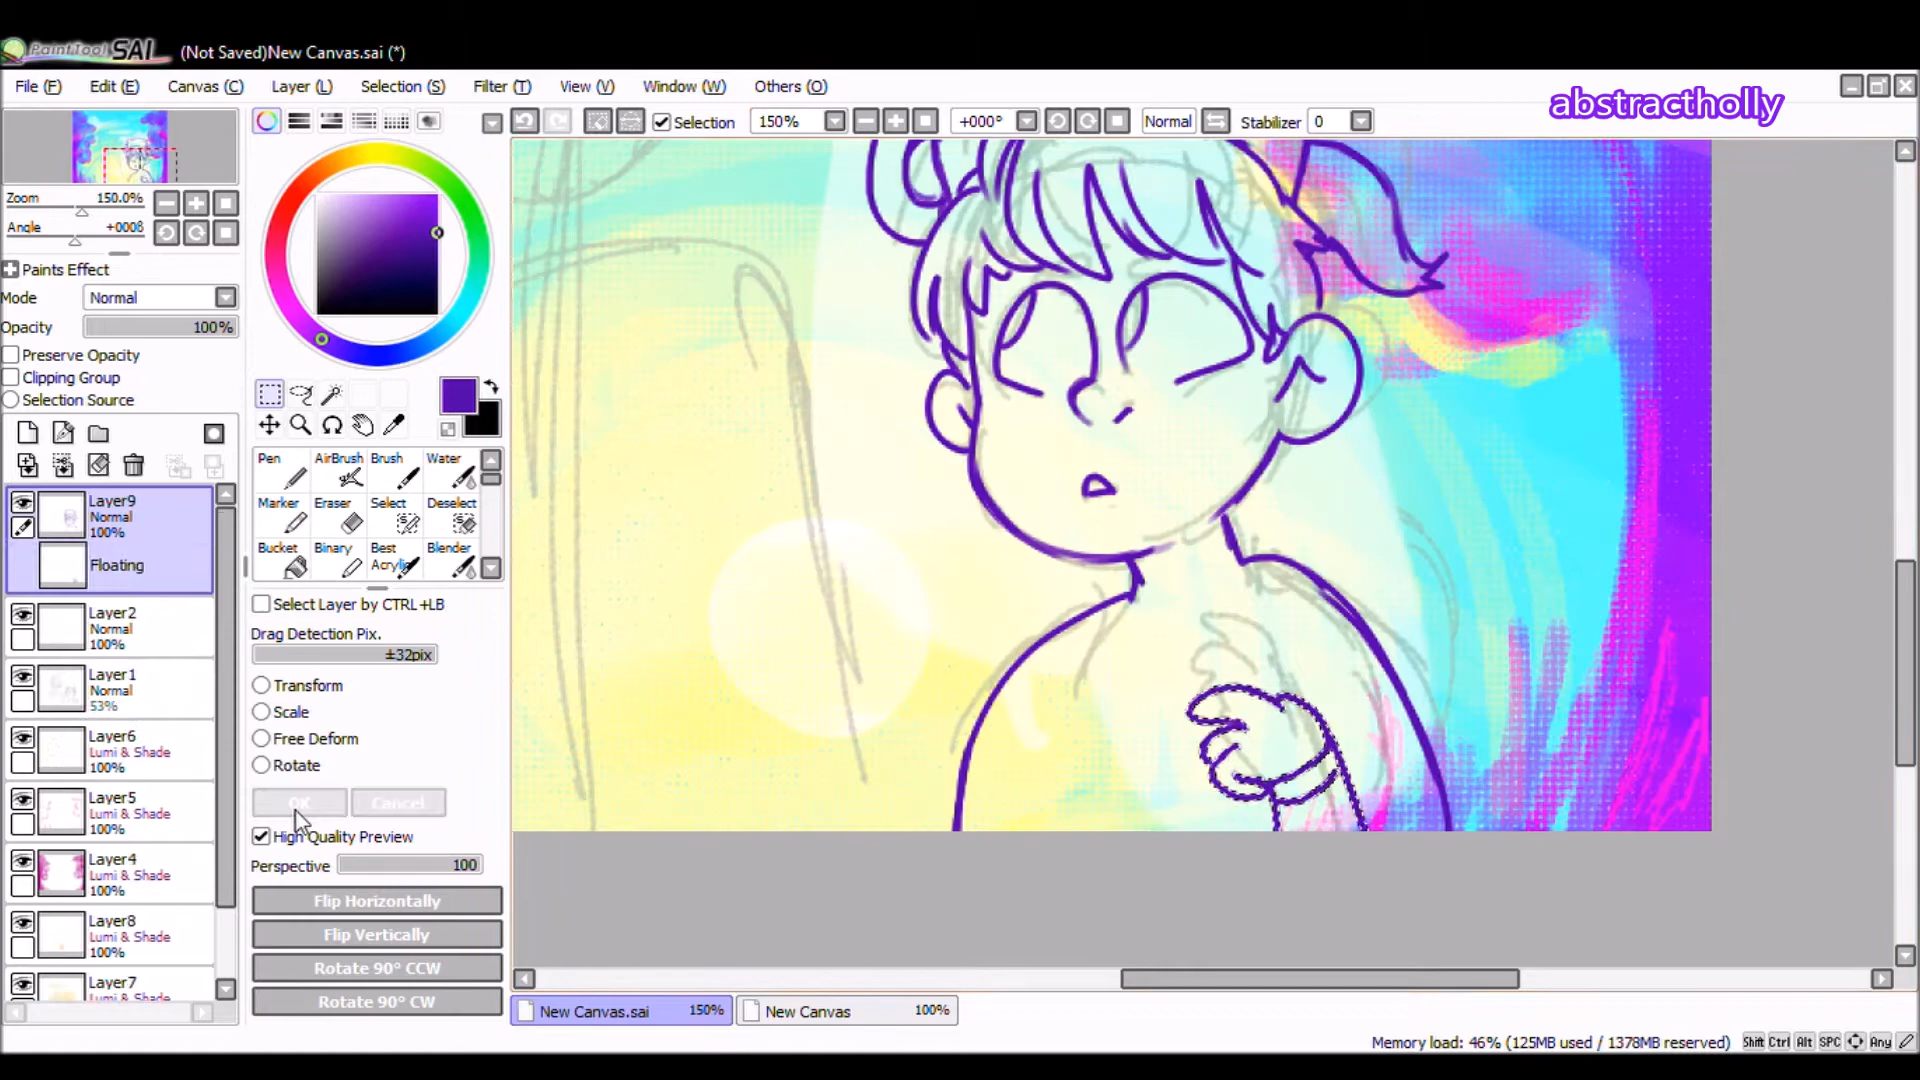 PaintTool SAI (Not Saved)New Canvas.sai (*)
File (F) Edit (E) Canvas (C) Layer (L) Selection (S) Filter (T) View (V) Window (W) Others (O)
abstractholly
Selection 150% +000° Normal Stabilizer 0
Zoom 150.0%
Angle +0008
Paints Effect
Mode Normal
Opacity 100%
Preserve Opacity
Clipping Group
Selection Source
Layer9
Normal
100%
Floating
Layer2
Normal
100%
Layer1
Normal
53%
Layer6
Lumi & Shade
100%
Layer5
Lumi & Shade
100%
Layer4
Lumi & Shade
100%
Layer8
Lumi & Shade
100%
Layer7
Lumi & Shade
Pen AirBrush Brush Water
Marker Eraser Select Deselect
Bucket Binary Best Blender
Acrylic
Select Layer by CTRL+LB
Drag Detection Pix.
±32pix
Transform
Scale
Free Deform
Rotate
OK Cancel
High Quality Preview
Perspective 100
Flip Horizontally
Flip Vertically
Rotate 90° CCW
Rotate 90° CW
New Canvas.sai 150% New Canvas 100%
Memory load: 46% (125MB used / 1378MB reserved) Shift Ctrl Alt SPC Any